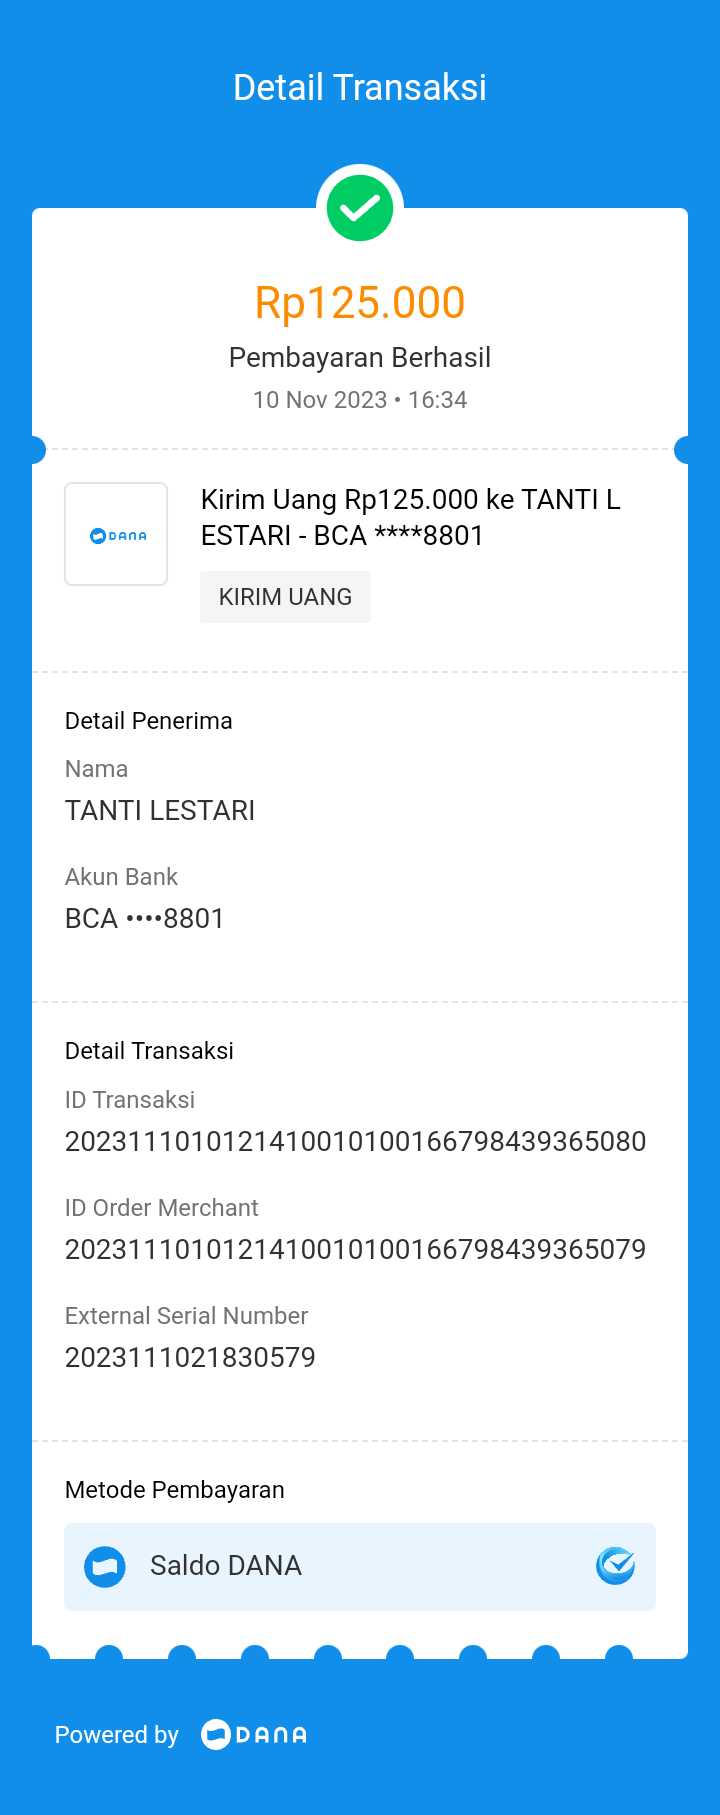 Detail Transaksi
Rp125.000
Pembayaran Berhasil
10 Nov 2023 • 16:34
DANA
Kirim Uang Rp125.000 ke TANTI L
ESTARI - BCA ****8801
KIRIM UANG
Detail Penerima
Nama
TANTI LESTARI
Akun Bank
BCA ••••8801
Detail Transaksi
ID Transaksi
2023111010121410010100166798439365080
ID Order Merchant
2023111010121410010100166798439365079
External Serial Number
2023111021830579
Metode Pembayaran
Saldo DANA
Powered by DANA